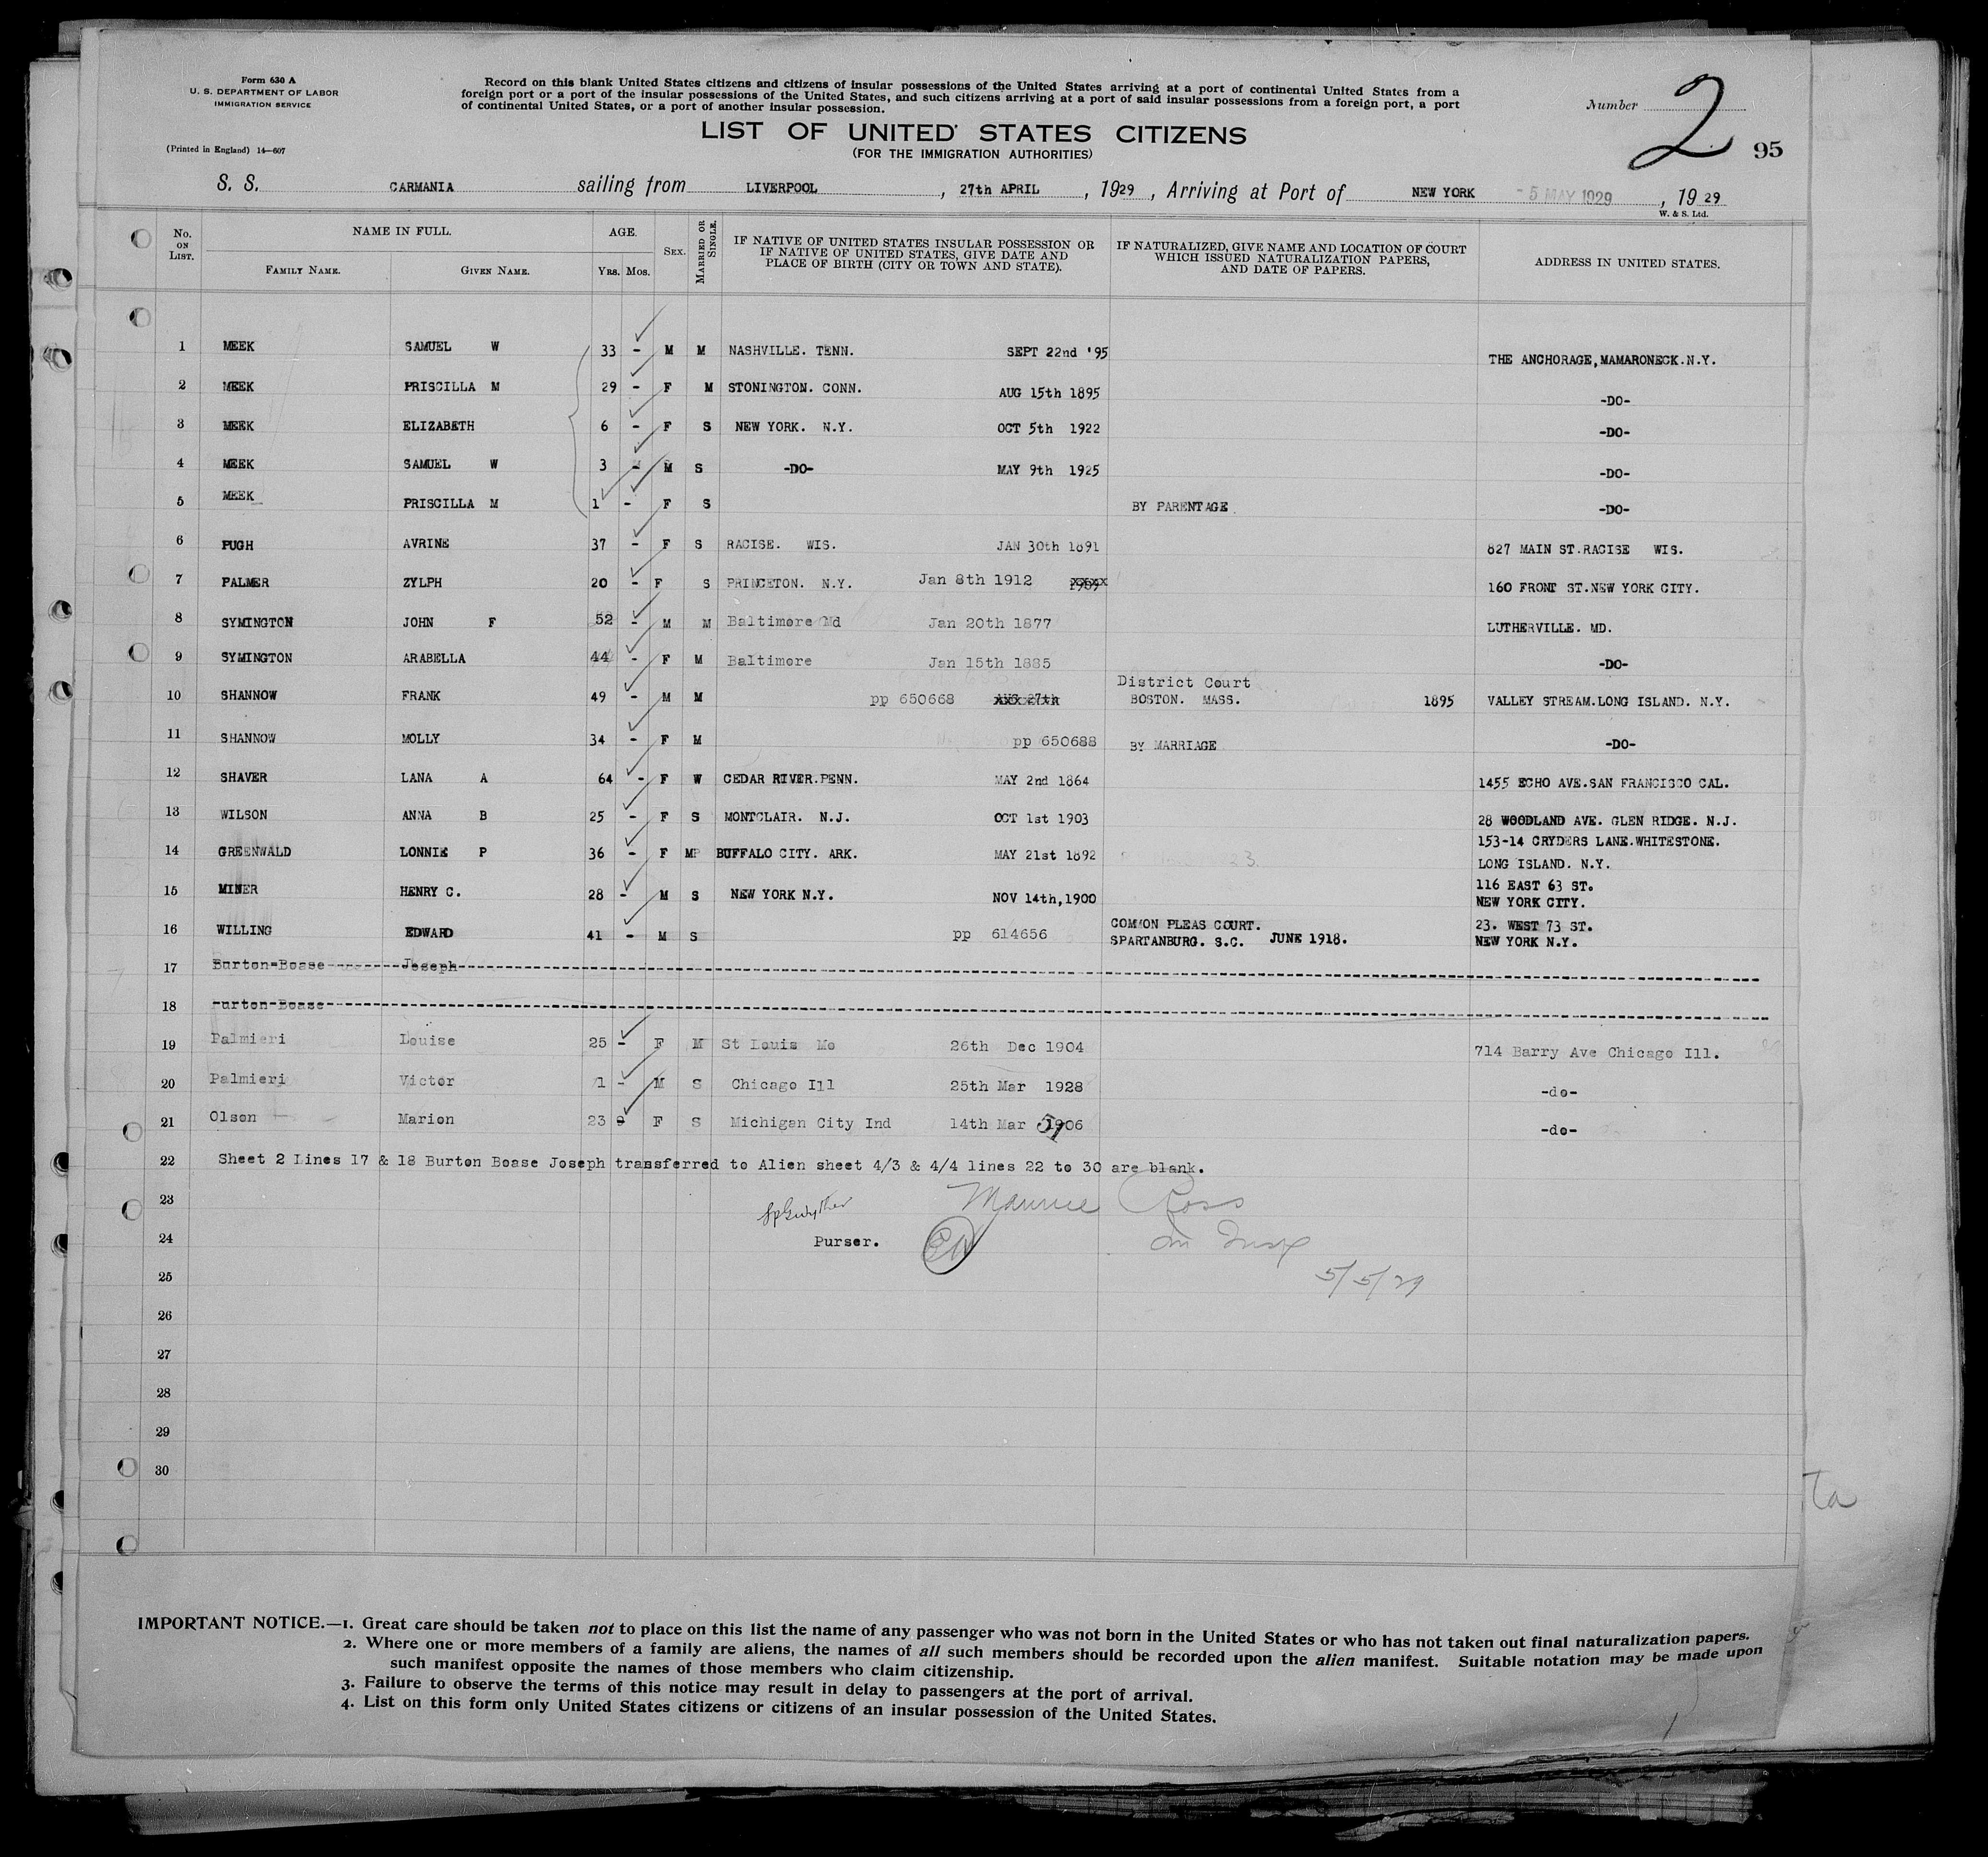 Form 630 A
U. S. DEPARTMENT OF LABOR
IMMIGRATION SERVICE
(Printed in England) 14—607
Record on this blank United States citizens and citizens of insular possessions of the United States arriving at a port of continental United States from a
foreign port or a port of the insular possessions of the United States, and such citizens arriving at a port of said insular possessions from a foreign port, a port
of continental United States, or a port of another insular possession.
Number 2
95
LIST OF UNITED STATES CITIZENS
(FOR THE IMMIGRATION AUTHORITIES)
S. S. CARMANIA sailing from LIVERPOOL, 27th APRIL, 1929, Arriving at Port of NEW YORK -5 MAY 1929, 1929
W. & S. Ltd.
No. ON LIST. NAME IN FULL. FAMILY NAME. GIVEN NAME. AGE. YRS. MOS. SEX. MARRIED OR SINGLE. IF NATIVE OF UNITED STATES INSULAR POSSESSION OR IF NATIVE OF UNITED STATES, GIVE DATE AND PLACE OF BIRTH (CITY OR TOWN AND STATE). IF NATURALIZED, GIVE NAME AND LOCATION OF COURT WHICH ISSUED NATURALIZATION PAPERS, AND DATE OF PAPERS. ADDRESS IN UNITED STATES.
1 MEEK SAMUEL W 33 - M M NASHVILLE. TENN. SEPT 22nd '95 THE ANCHORAGE,MAMARONECK.N.Y.
2 MEEK PRISCILLA M 29 - F M STONINGTON. CONN. AUG 15th 1895 -DO-
3 MEEK ELIZABETH 6 - F S NEW YORK. N.Y. OCT 5th 1922 -DO-
4 MEEK SAMUEL W 3 - M S -DO- MAY 9th 1925 -DO-
5 MEEK PRISCILLA M 1 - F S BY PARENTAGE -DO-
6 PUGH AVRINE 37 - F S RACISE. WIS. JAN 30th 1891 827 MAIN ST.RACISE WIS.
7 PALMER ZYLPH 20 - F S PRINCETON. N.Y. Jan 8th 1912 160 FRONT ST.NEW YORK CITY.
8 SYMINGTON JOHN F 52 - M M Baltimore Md Jan 20th 1877 LUTHERVILLE. MD.
9 SYMINGTON ARABELLA 44 - F M Baltimore Jan 15th 1885 -DO-
10 SHANNOW FRANK 49 - M M pp 650668 AUG 27th District Court BOSTON. MASS. 1895 VALLEY STREAM.LONG ISLAND. N.Y.
11 SHANNOW MOLLY 34 - F M pp 650688 BY MARRIAGE -DO-
12 SHAVER LANA A 64 - F W CEDAR RIVER.PENN. MAY 2nd 1864 1455 ECHO AVE.SAN FRANCISCO CAL.
13 WILSON ANNA B 25 - F S MONTCLAIR. N.J. OCT 1st 1903 28 WOODLAND AVE. GLEN RIDGE. N.J.
14 GREENWALD LONNIE P 36 - F M BUFFALO CITY. ARK. MAY 21st 1892 153-14 CRYDERS LANE.WHITESTONE. LONG ISLAND. N.Y.
15 MINER HENRY C. 28 - M S NEW YORK N.Y. NOV 14th,1900 116 EAST 63 ST. NEW YORK CITY.
16 WILLING EDWARD 41 - M S pp 614656 COMMON PLEAS COURT. SPARTANBURG. S.C. JUNE 1918. 23. WEST 73 ST. NEW YORK N.Y.
17 Burton-Boase Joseph
18 Burton-Boase
19 Palmieri Louise 25 - F M St Louis Mo 26th Dec 1904 714 Barry Ave Chicago Ill.
20 Palmieri Victor 1 - M S Chicago Ill 25th Mar 1928 -do-
21 Olsen Marion 23 F S Michigan City Ind 14th Mar 1906 -do-
22 Sheet 2 Lines 17 & 18 Burton Boase Joseph transferred to Alien sheet 4/3 & 4/4 lines 22 to 30 are blank.
23 Maurice Ross
24 Purser.
25 5/5/29
26
27
28
29
30
Ta
IMPORTANT NOTICE.—1. Great care should be taken not to place on this list the name of any passenger who was not born in the United States or who has not taken out final naturalization papers.
2. Where one or more members of a family are aliens, the names of all such members should be recorded upon the alien manifest. Suitable notation may be made upon
such manifest opposite the names of those members who claim citizenship.
3. Failure to observe the terms of this notice may result in delay to passengers at the port of arrival.
4. List on this form only United States citizens or citizens of an insular possession of the United States.